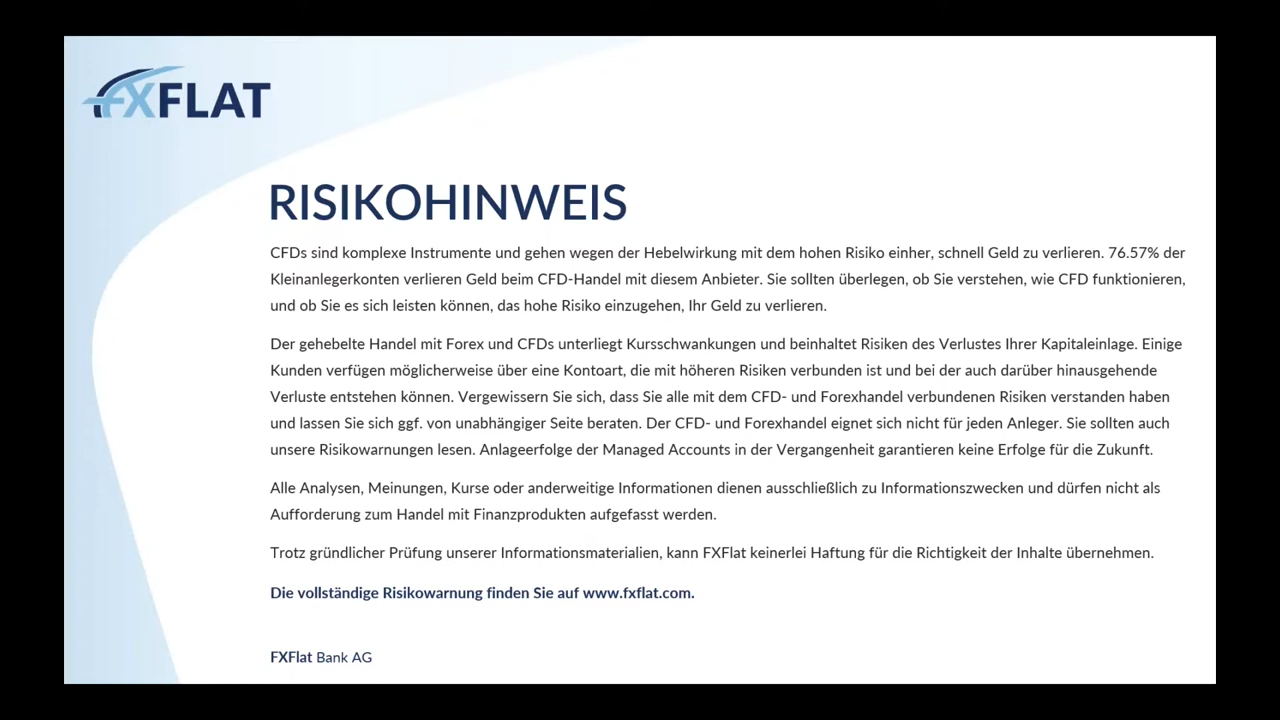 FXFLAT
RISIKOHINWEIS
CFDs sind komplexe Instrumente und gehen wegen der Hebelwirkung mit dem hohen Risiko einher, schnell Geld zu verlieren. 76.57% der
Kleinanlegerkonten verlieren Geld beim CFD-Handel mit diesem Anbieter. Sie sollten überlegen, ob Sie verstehen, wie CFD funktionieren,
und ob Sie es sich leisten können, das hohe Risiko einzugehen, Ihr Geld zu verlieren.
Der gehebelte Handel mit Forex und CFDs unterliegt Kursschwankungen und beinhaltet Risiken des Verlustes Ihrer Kapitaleinlage. Einige
Kunden verfügen möglicherweise über eine Kontoart, die mit höheren Risiken verbunden ist und bei der auch darüber hinausgehende
Verluste entstehen können. Vergewissern Sie sich, dass Sie alle mit dem CFD- und Forexhandel verbundenen Risiken verstanden haben
und lassen Sie sich ggf. von unabhängiger Seite beraten. Der CFD- und Forexhandel eignet sich nicht für jeden Anleger. Sie sollten auch
unsere Risikowarnungen lesen. Anlageerfolge der Managed Accounts in der Vergangenheit garantieren keine Erfolge für die Zukunft.
Alle Analysen, Meinungen, Kurse oder anderweitige Informationen dienen ausschließlich zu Informationszwecken und dürfen nicht als
Aufforderung zum Handel mit Finanzprodukten aufgefasst werden.
Trotz gründlicher Prüfung unserer Informationsmaterialien, kann FXFlat keinerlei Haftung für die Richtigkeit der Inhalte übernehmen.
Die vollständige Risikowarnung finden Sie auf www.fxflat.com.
FXFlat Bank AG